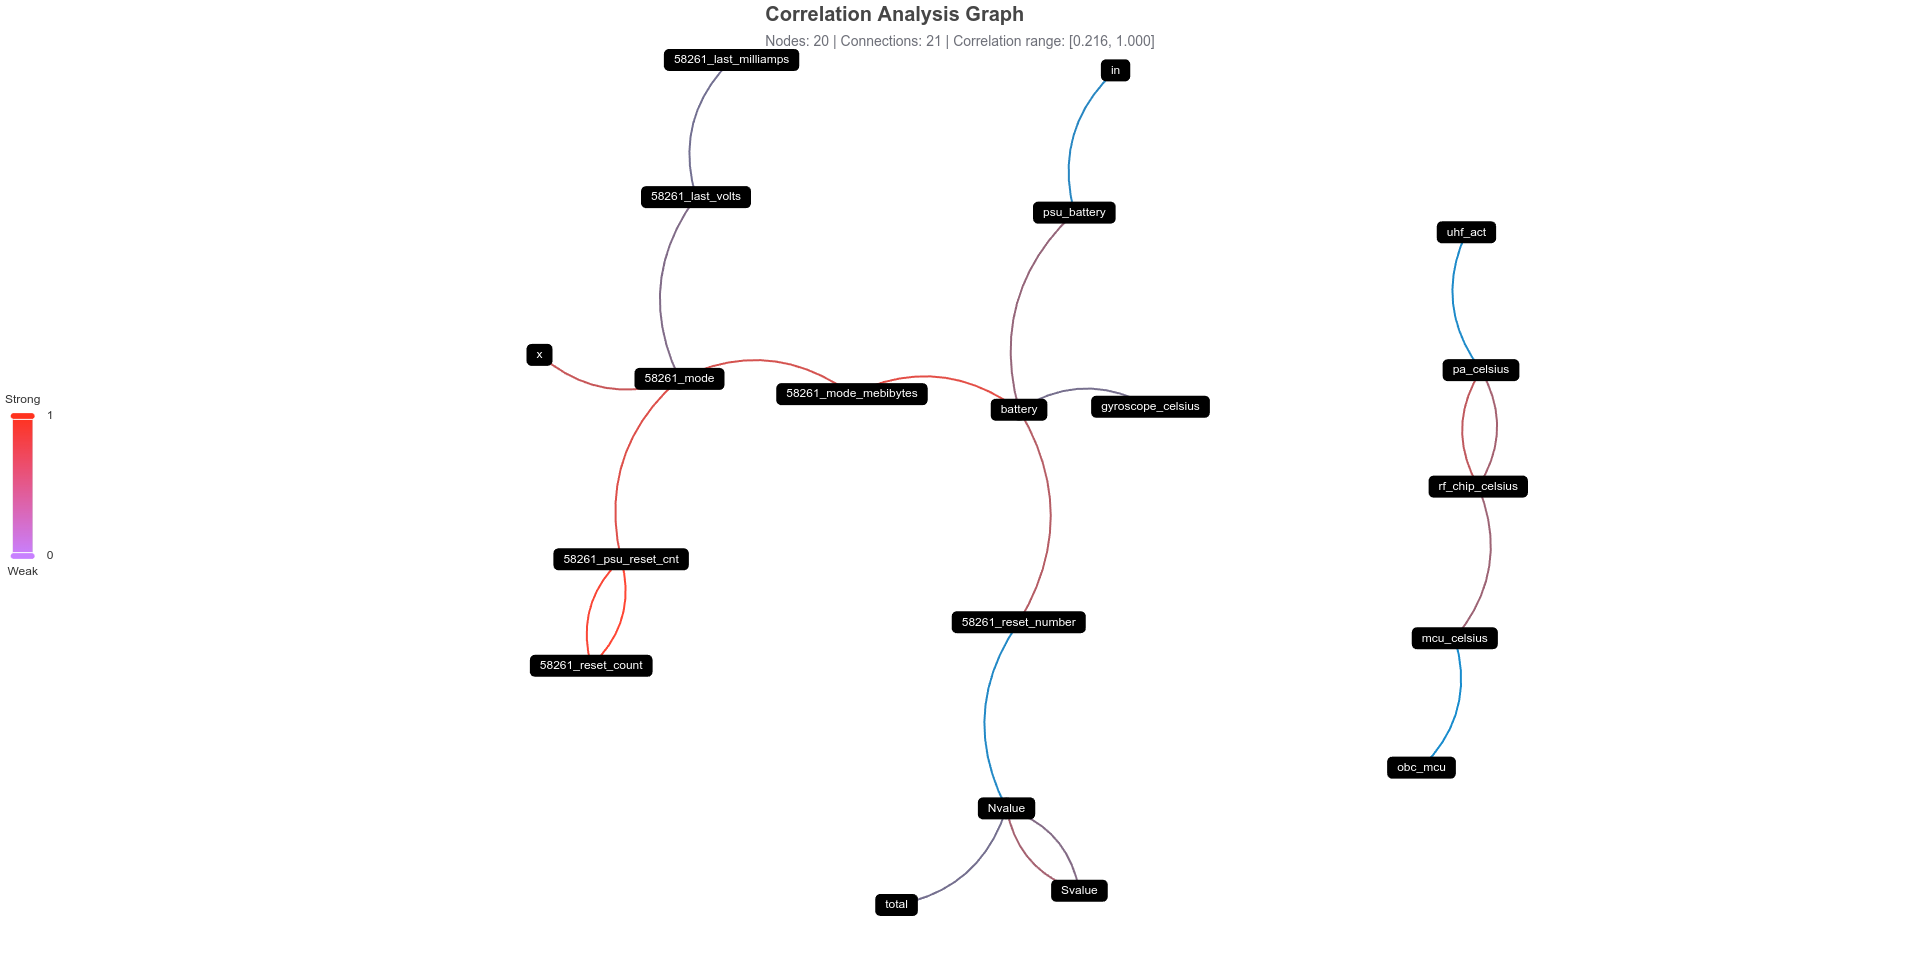 Correlation Analysis Graph
Nodes: 20 | Connections: 21 | Correlation range: [0.216, 1.000]
58261_last_milliamps
in
58261_last_volts
psu_battery
uhf_act
x
58261_mode
58261_mode_mebibytes
battery
gyroscope_celsius
pa_celsius
Strong
1
0
Weak
rf_chip_celsius
58261_psu_reset_cnt
58261_reset_number
mcu_celsius
58261_reset_count
obc_mcu
Nvalue
Svalue
total